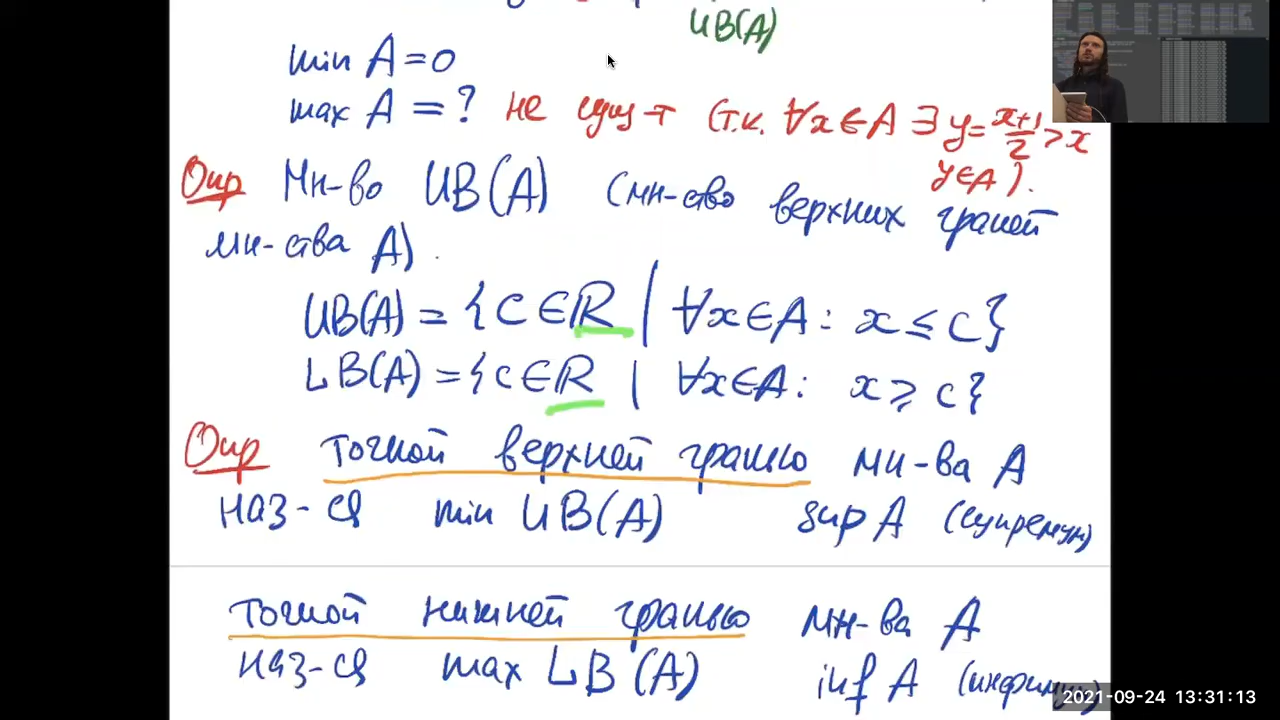 UB(A)
min A = 0
max A = ? не сущ-т (т.к. ∀x∈A ∃ y = (x+1)/2 > x
y∈A).
Опр Мн-во UB(A) (мн-ство верхних граней
мн-ства A).
UB(A) = {c∈ℝ | ∀x∈A: x ≤ c}
LB(A) = {c∈ℝ | ∀x∈A: x ≥ c}
Опр точной верхней гранью мн-ва A
наз-ся min UB(A) sup A (супремум)
точной нижней гранью мн-ва A
наз-ся max LB(A) inf A (инфимум)
2021-09-24 13:31:13